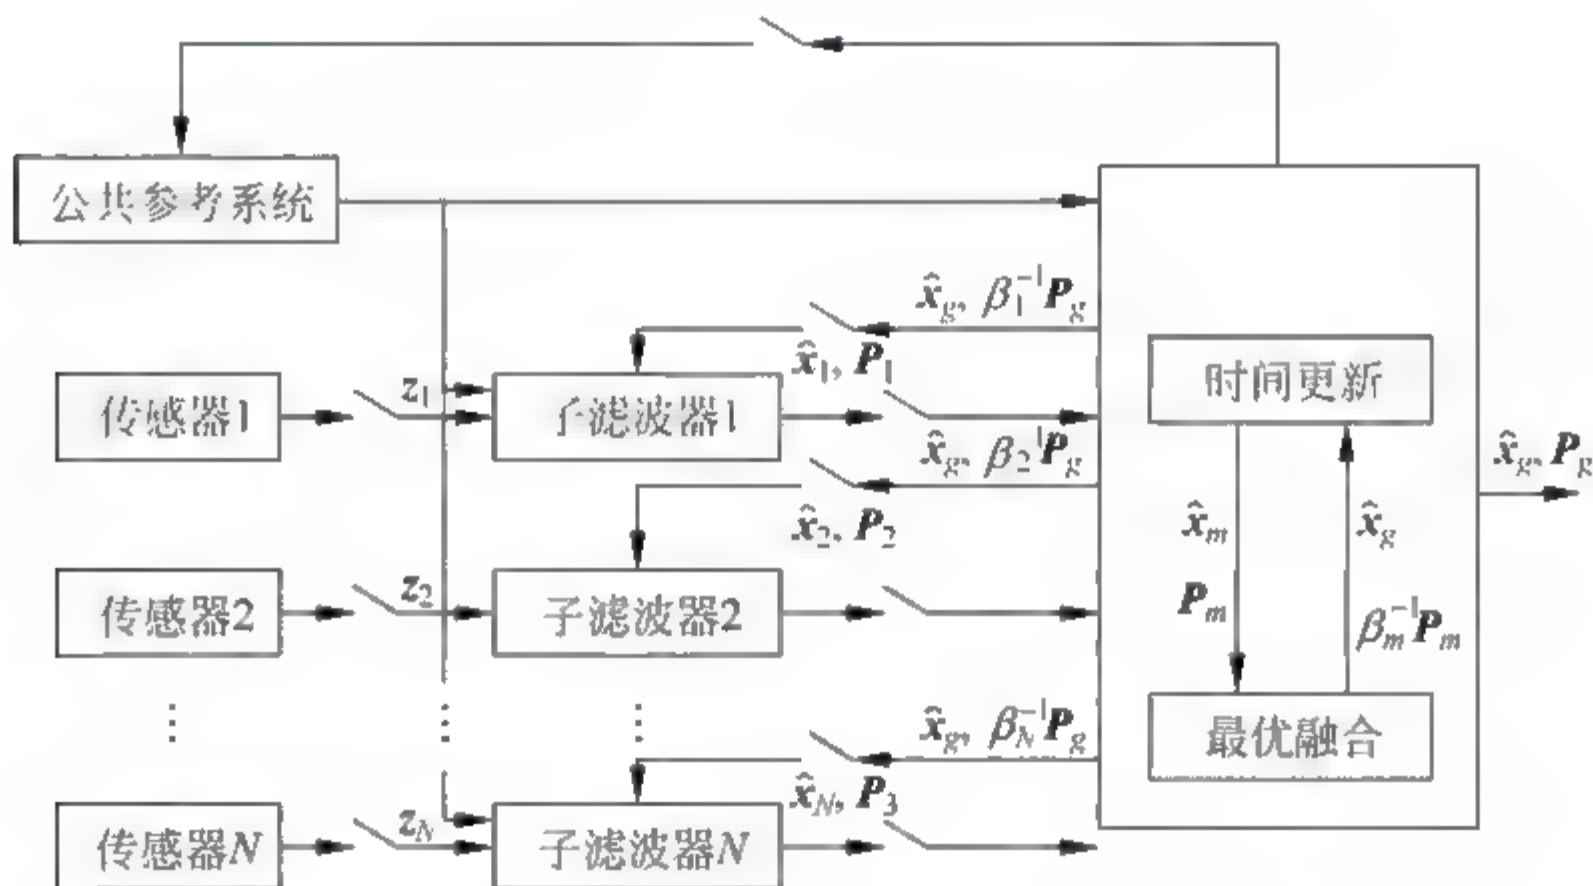 公共参考系统
x̂g, β1⁻¹Pg
x̂1, P1
时间更新
传感器1
z1
子滤波器1
x̂g, β2⁻¹Pg
x̂g, Pg
x̂2, P2
x̂m
x̂g
传感器2
z2
子滤波器2
Pm
βm⁻¹Pm
⋮ ⋮ ⋮
x̂g, βN⁻¹Pg
最优融合
x̂N, P3
传感器N
zN
子滤波器N